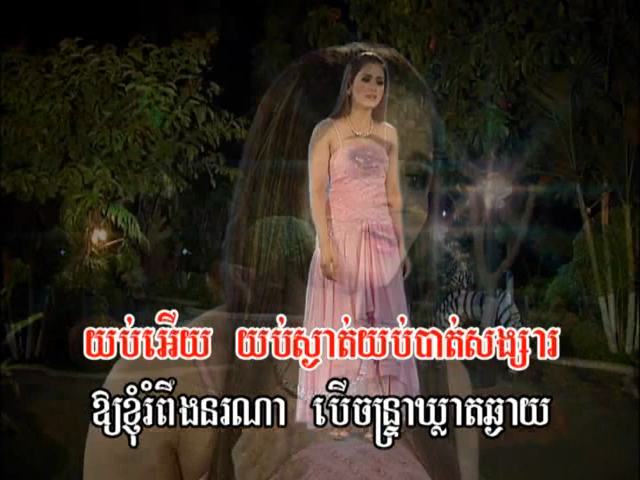 យប់អើយ យប់ស្ងាត់យប់បាត់សង្សារ
ឱ្យខ្ញុំរំពឹងនរណា បើចន្ទ្រាឃ្លាតឆ្ងាយ